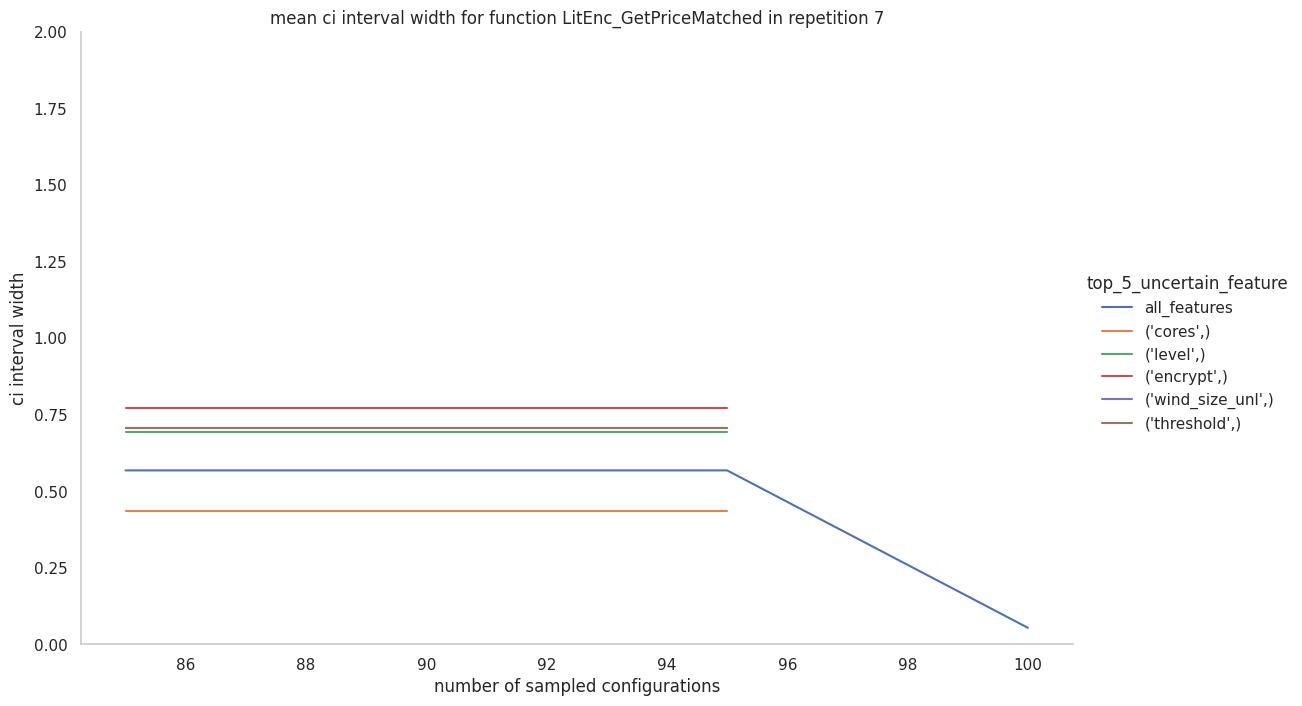 mean ci interval width for function LitEnc_GetPriceMatched in repetition 7
2.00
1.75
1.50
1.25
1.00
0.75
0.50
0.25
0.00
ci interval width
86 88 90 92 94 96 98 100
number of sampled configurations
top_5_uncertain_feature
all_features
('cores',)
('level',)
('encrypt',)
('wind_size_unl',)
('threshold',)